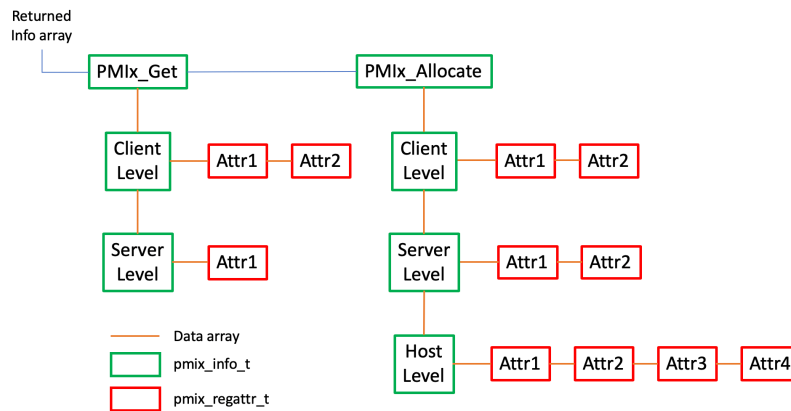 Returned
Info array
PMIx_Get
PMIx_Allocate
Client
Level
Attr1
Attr2
Client
Level
Attr1
Attr2
Server
Level
Attr1
Server
Level
Attr1
Attr2
Host
Level
Attr1
Attr2
Attr3
Attr4
Data array
pmix_info_t
pmix_regattr_t